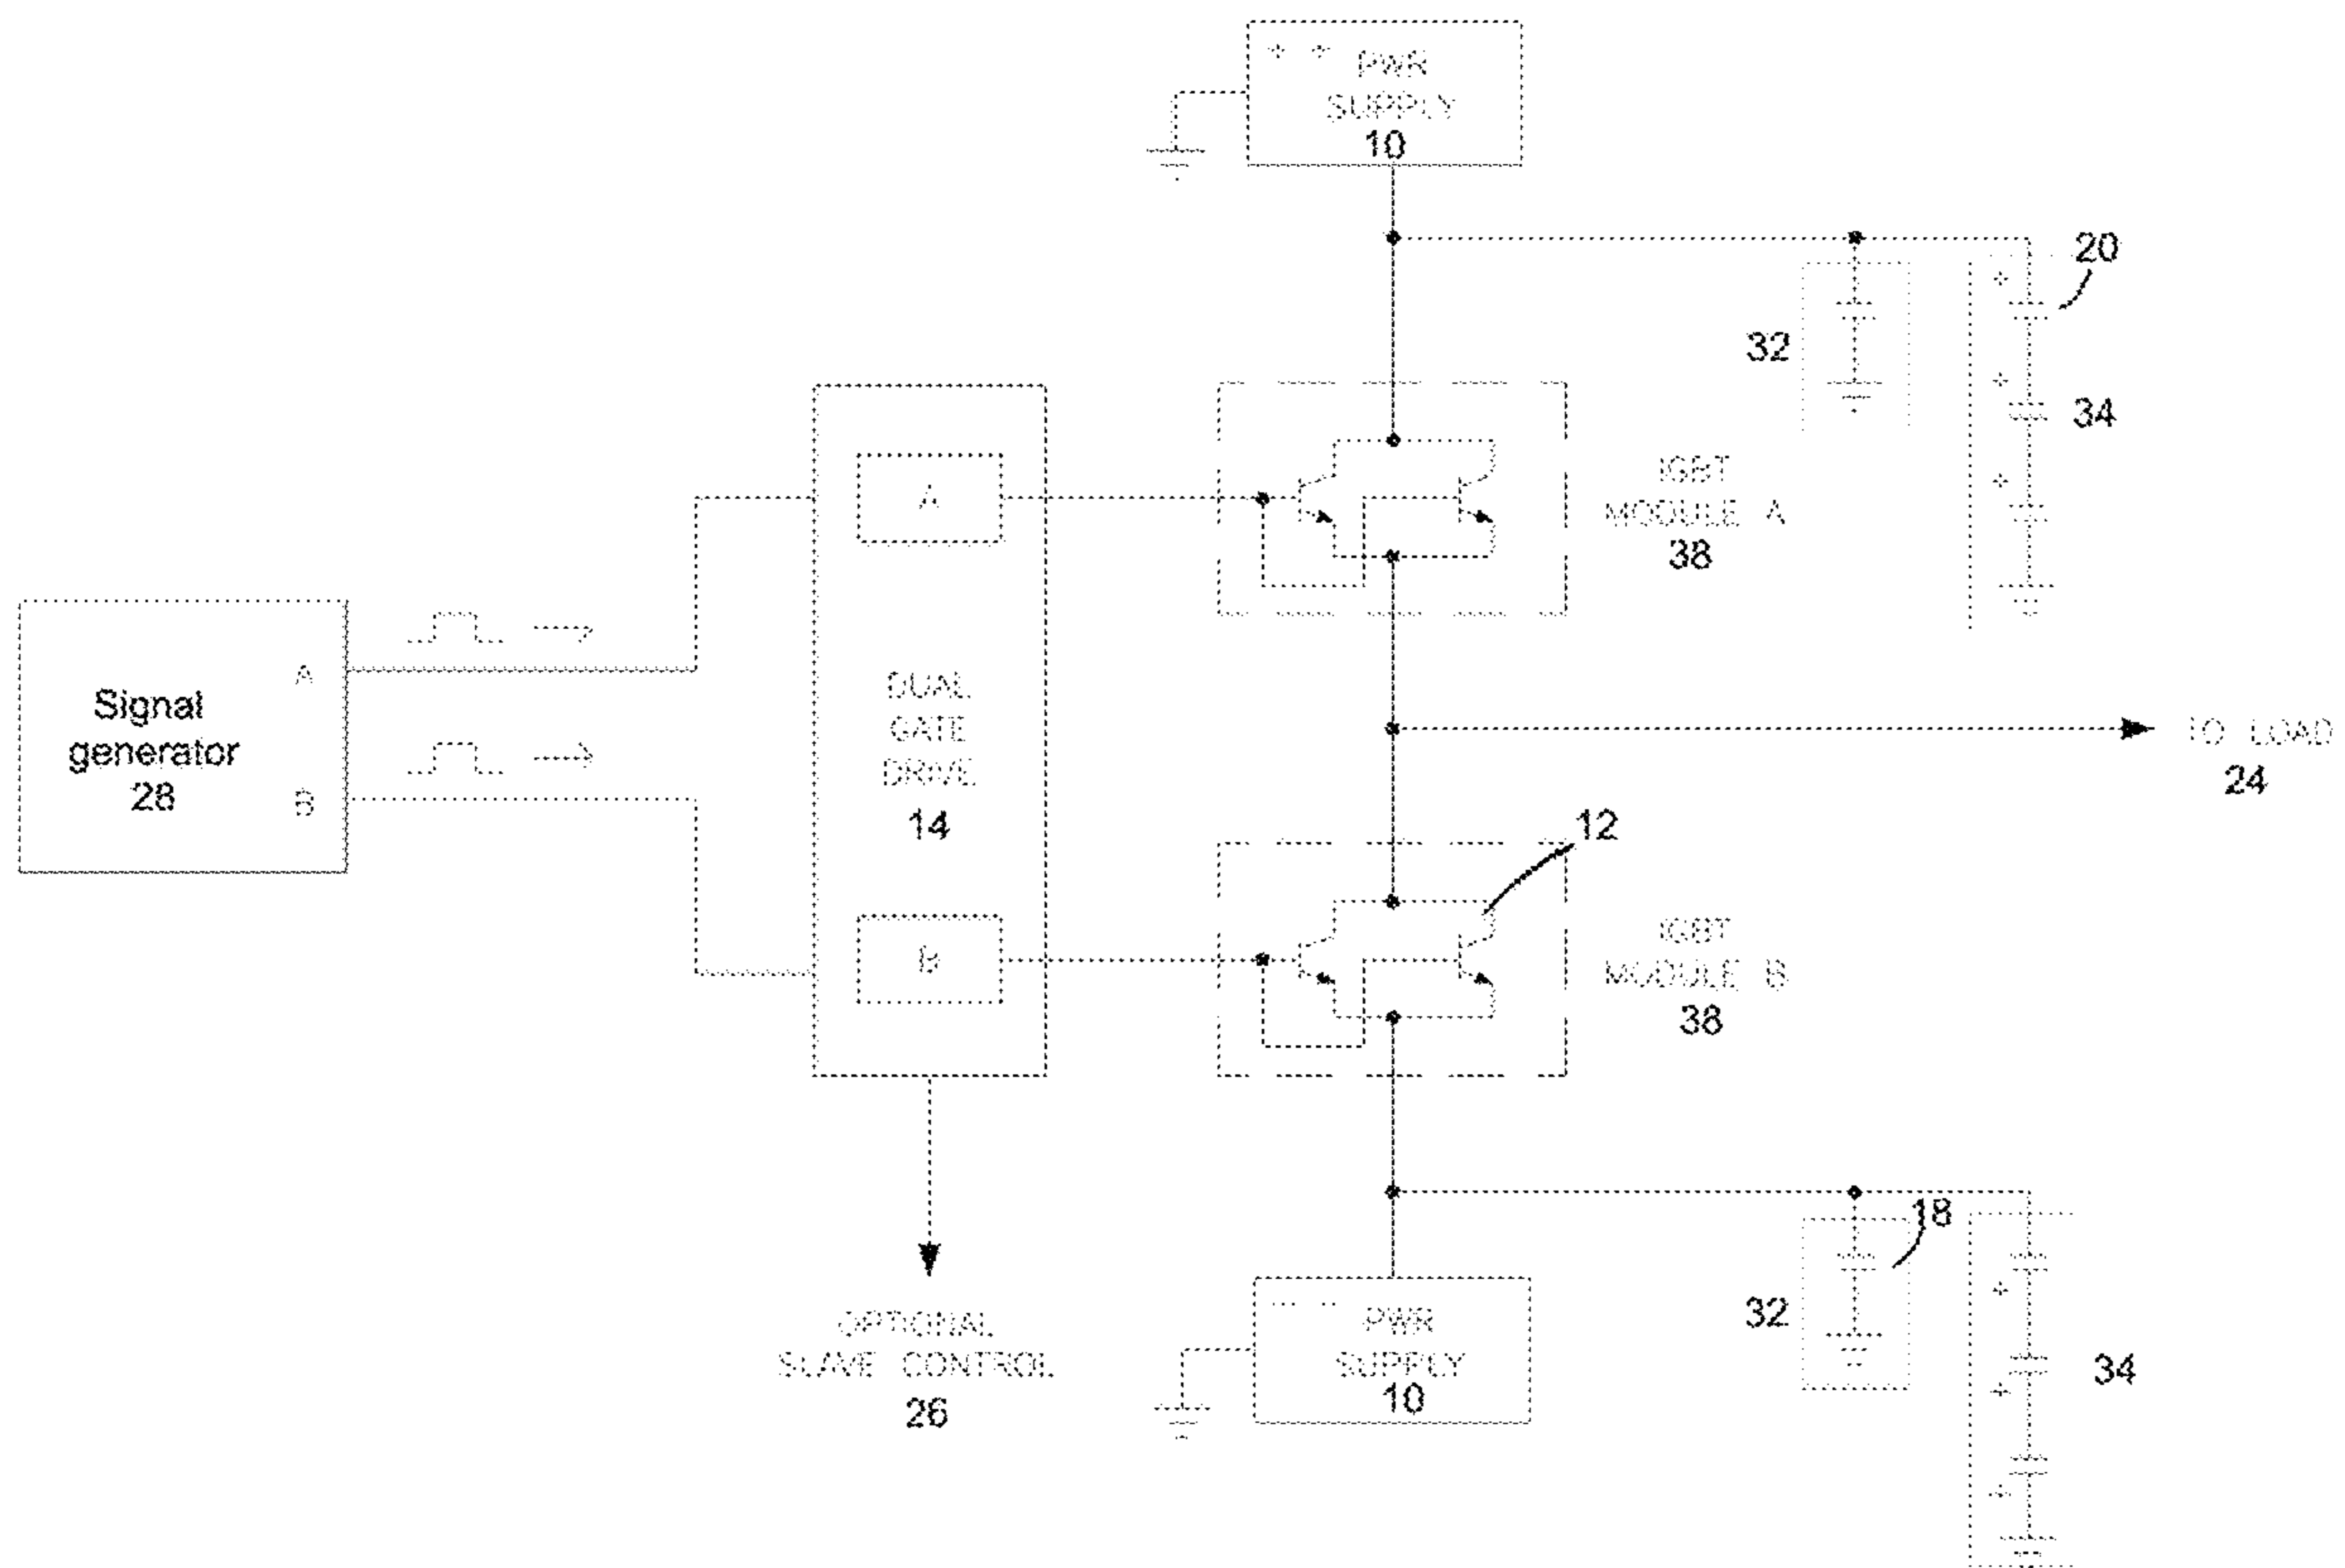 + + PWR
SUPPLY
10
20
+
32
+
34
+
IGBT
MODULE A
38
A
Signal
generator
28
A
B
DUAL
GATE
DRIVE
14
TO LOAD
24
12
B
IGBT
MODULE B
38
18
- - PWR
SUPPLY
10
32
+
34
+
+
OPTIONAL
SLAVE CONTROL
26